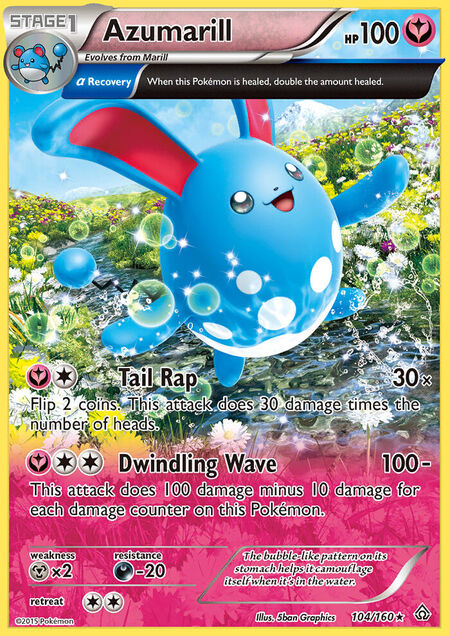 STAGE1
Azumarill
HP100
Evolves from Marill
α Recovery When this Pokémon is healed, double the amount healed.
Tail Rap 30×
Flip 2 coins. This attack does 30 damage times the
number of heads.
Dwindling Wave 100-
This attack does 100 damage minus 10 damage for
each damage counter on this Pokémon.
weakness resistance
×2 -20
The bubble-like pattern on its
stomach helps it camouflage
itself when it's in the water.
retreat
©2015 Pokémon
Illus. 5ban Graphics 104/160★